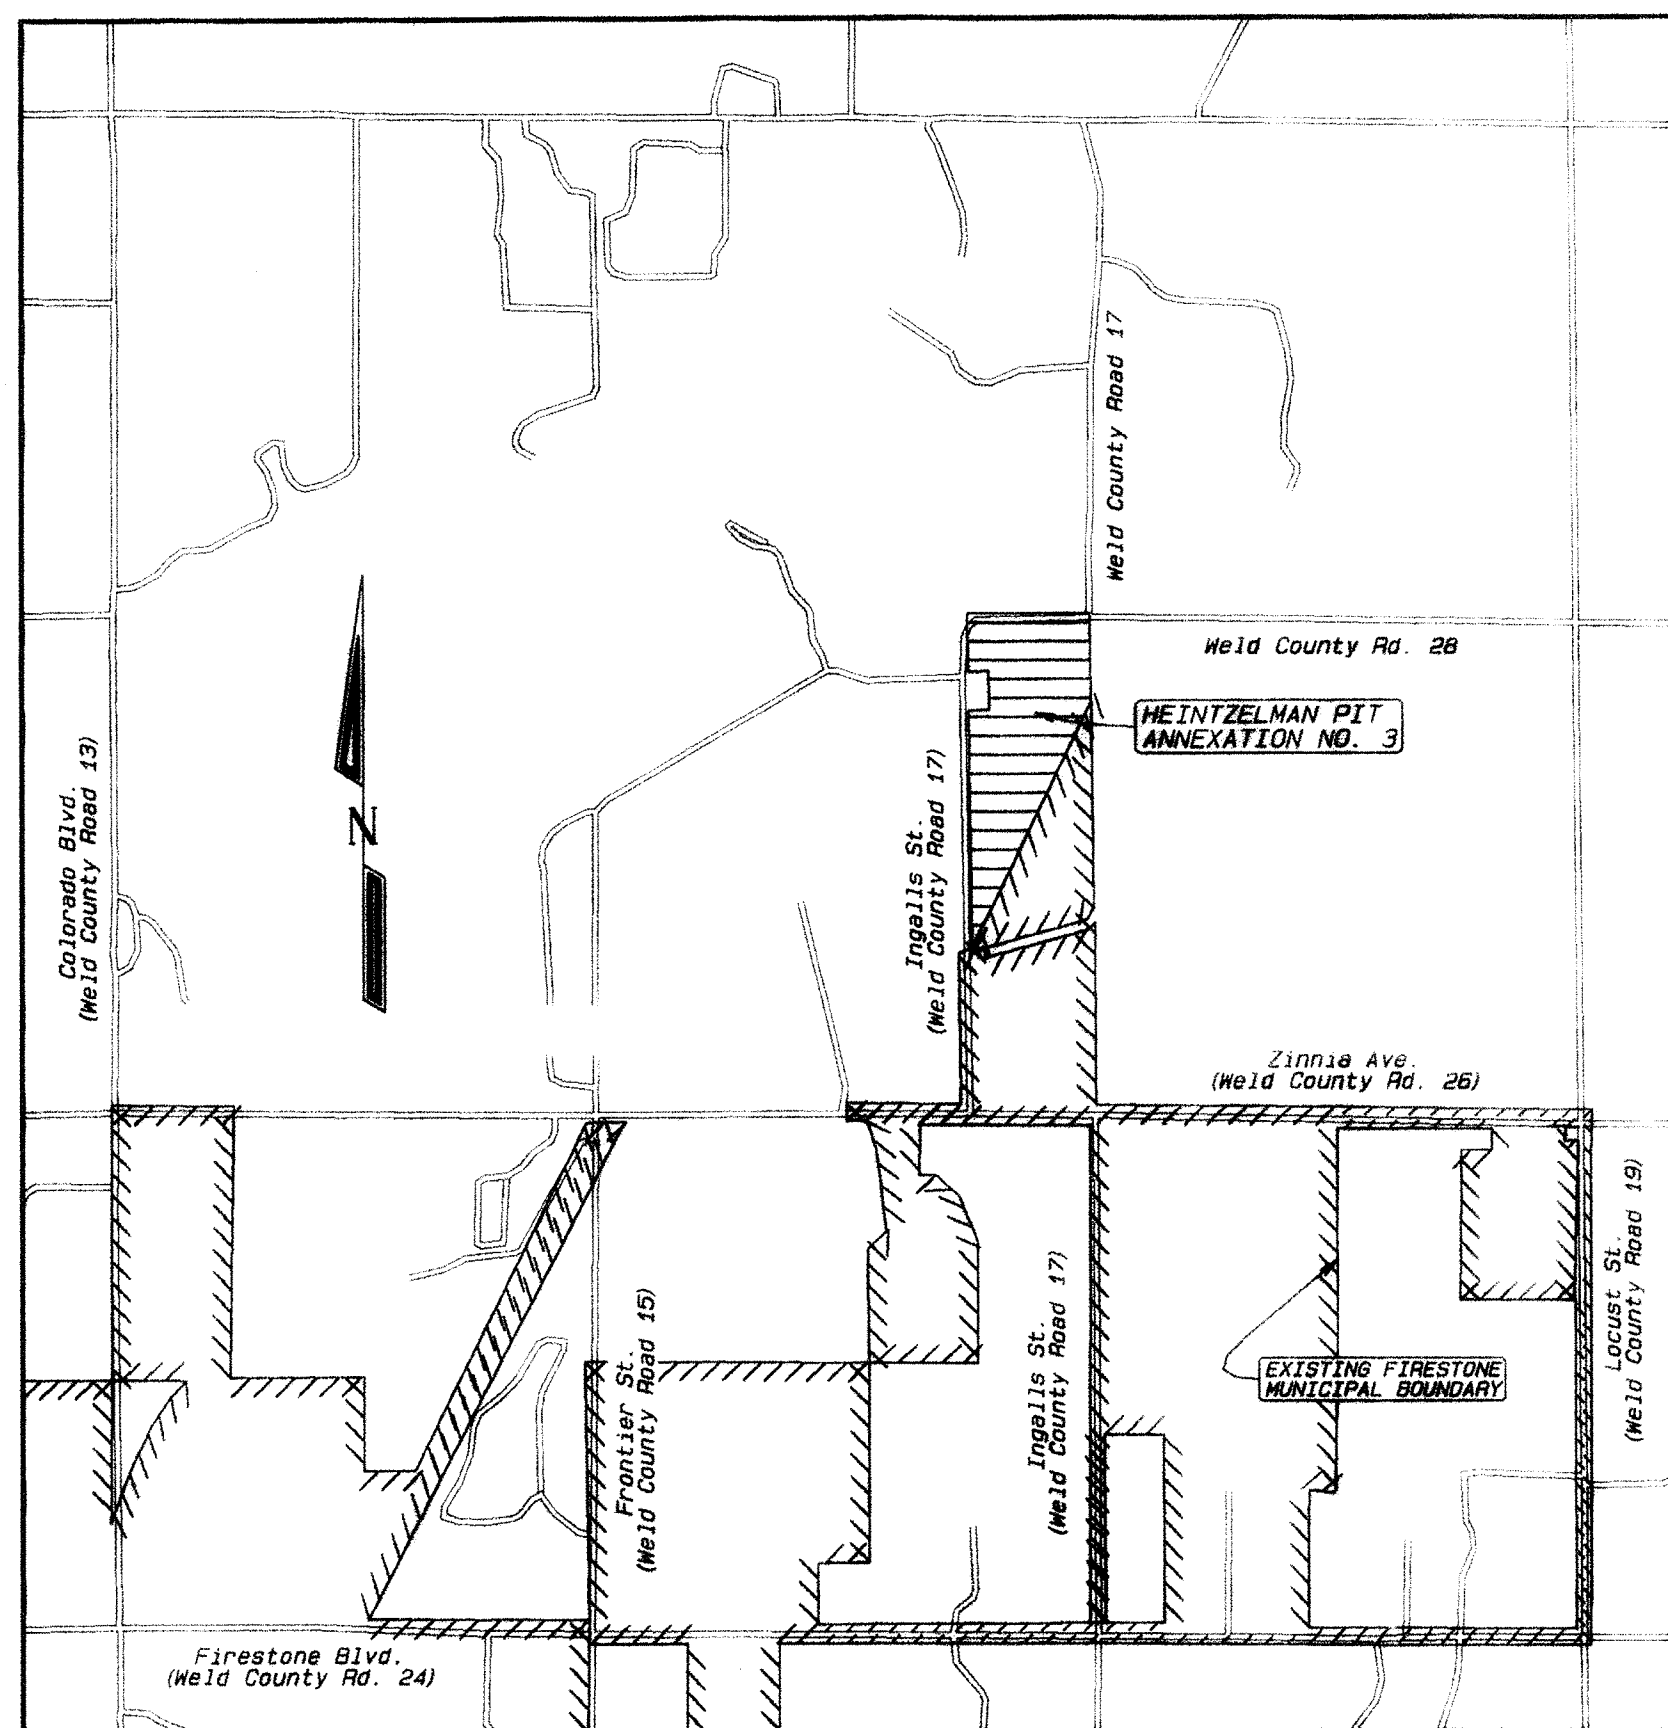 Weld County Road 17
Weld County Rd. 28
HEINTZELMAN PIT
ANNEXATION NO. 3
Colorado Blvd.
(Weld County Road 13)
N
Ingalls St.
(Weld County Road 17)
Zinnia Ave.
(Weld County Rd. 26)
Locust St.
(Weld County Road 19)
Frontier St.
(Weld County Road 15)
Ingalls St.
(Weld County Road 17)
EXISTING FIRESTONE
MUNICIPAL BOUNDARY
Firestone Blvd.
(Weld County Rd. 24)